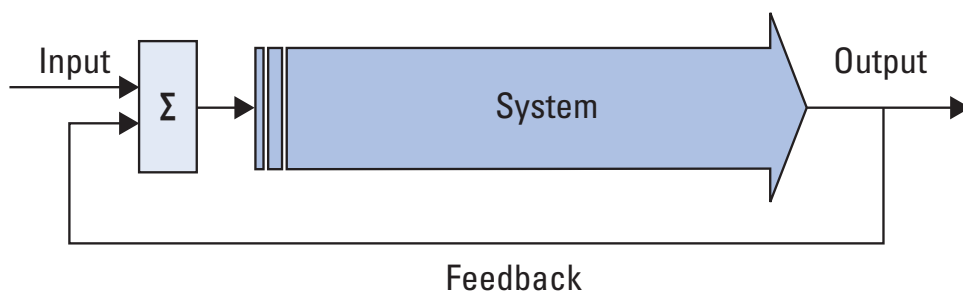 Input
Σ
System
Output
Feedback